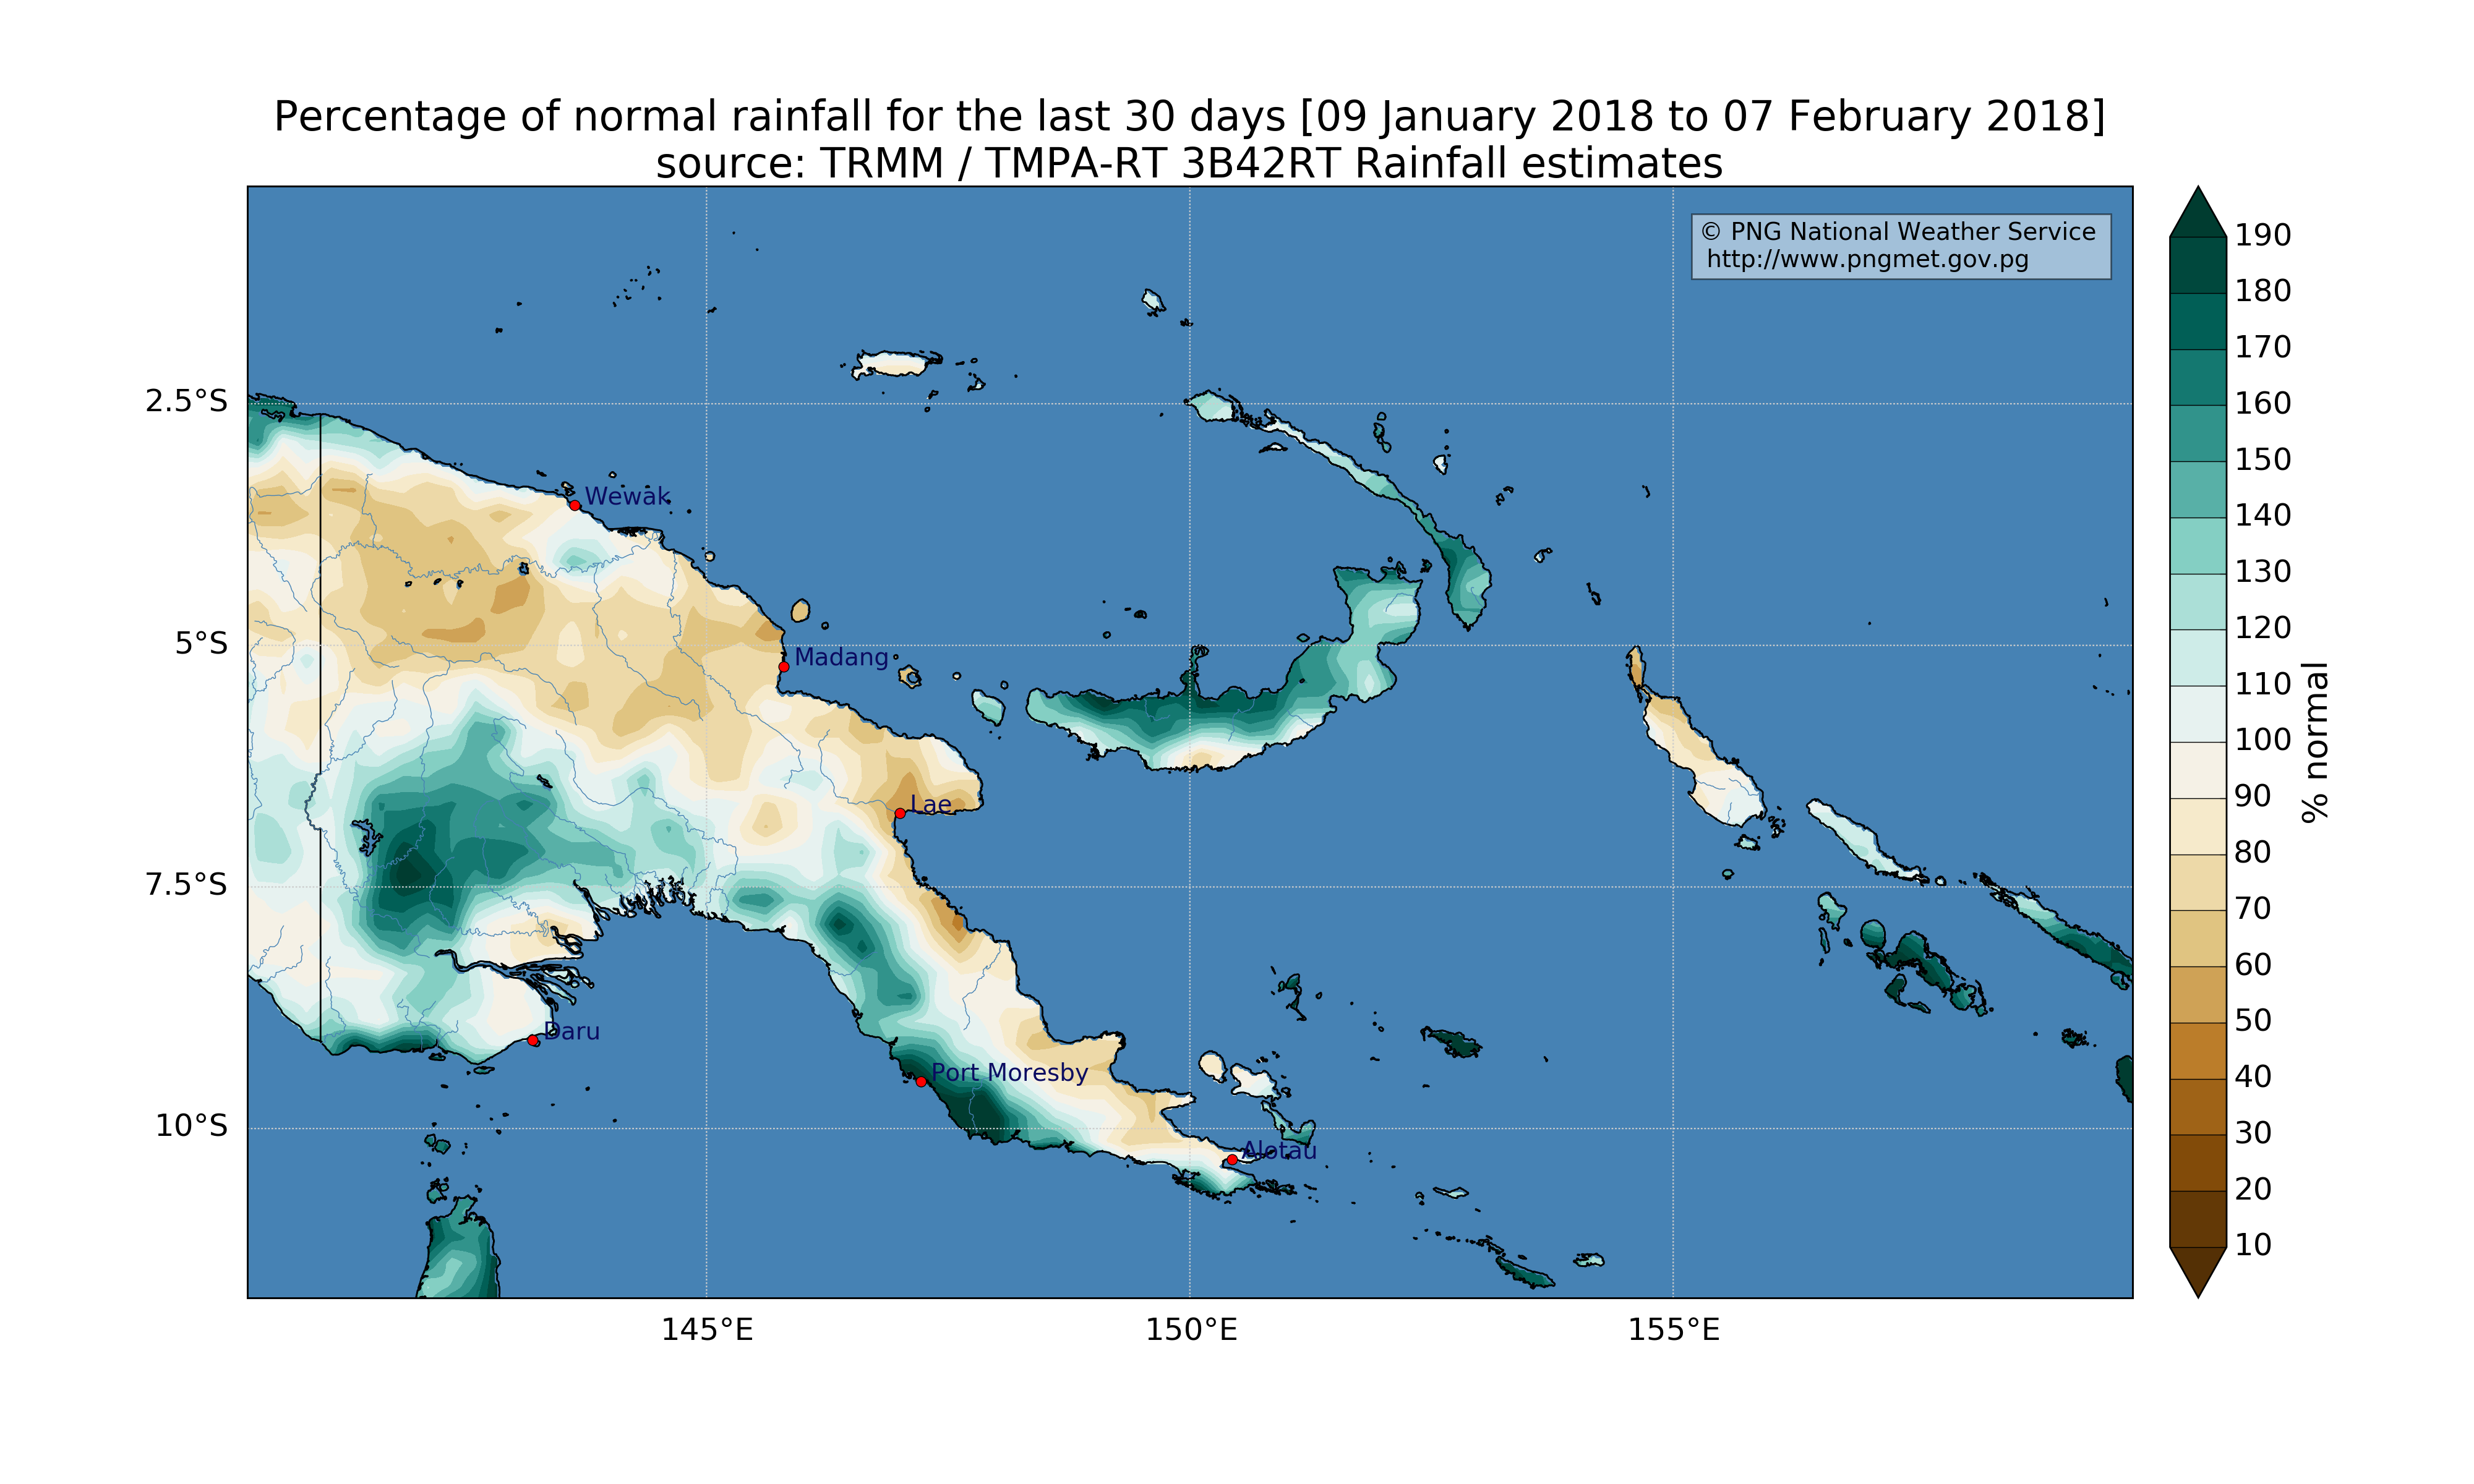 Percentage of normal rainfall for the last 30 days [09 January 2018 to 07 February 2018]
source: TRMM / TMPA-RT 3B42RT Rainfall estimates
© PNG National Weather Service
http://www.pngmet.gov.pg
190
180
170
160
150
140
130
120
110
100
90
80
70
60
50
40
30
20
10
% normal
2.5°S
5°S
7.5°S
10°S
Wewak
Madang
Lae
Daru
Port Moresby
Alotau
145°E
150°E
155°E